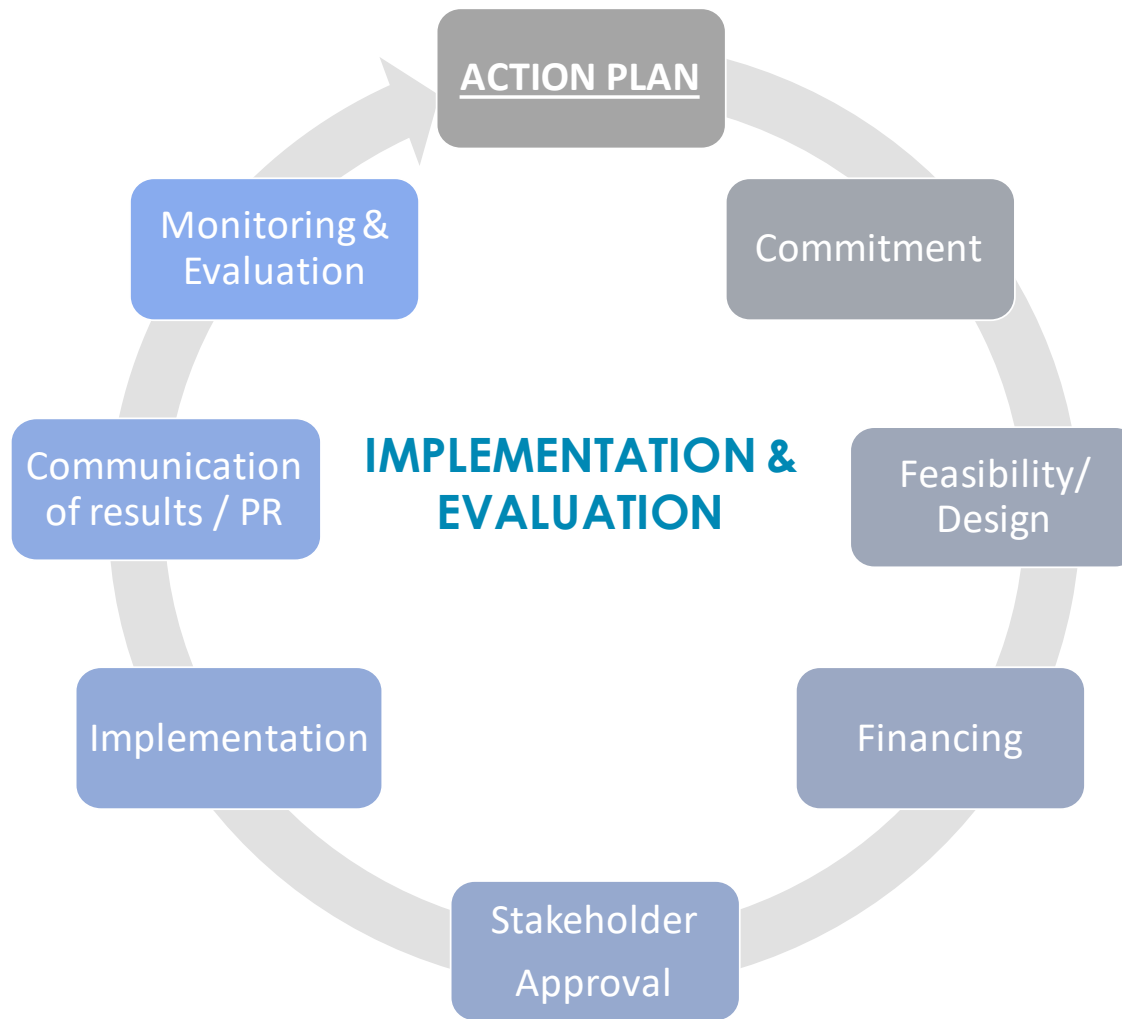 ACTION PLAN
Commitment
Feasibility/
Design
Financing
Stakeholder
Approval
Implementation
Communication
of results / PR
Monitoring &
Evaluation
IMPLEMENTATION &
EVALUATION